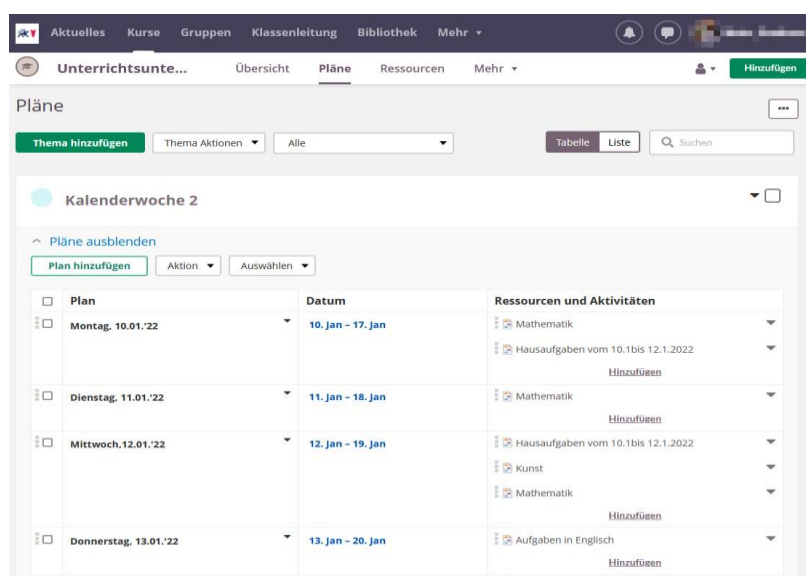 Aktuelles Kurse Gruppen Klassenleitung Bibliothek Mehr
Unterrichtsunte... Übersicht Pläne Ressourcen Mehr Hinzufügen
Pläne
Thema hinzufügen Thema Aktionen Alle Tabelle Liste Suchen
Kalenderwoche 2
Pläne ausblenden
Plan hinzufügen Aktion Auswählen
Plan Datum Ressourcen und Aktivitäten
Montag, 10.01.'22 10. Jan – 17. Jan Mathematik
Hausaufgaben vom 10.1bis 12.1.2022
Hinzufügen
Dienstag, 11.01.'22 11. Jan – 18. Jan Mathematik
Hinzufügen
Mittwoch,12.01.'22 12. Jan – 19. Jan Hausaufgaben vom 10.1bis 12.1.2022
Kunst
Mathematik
Hinzufügen
Donnerstag, 13.01.'22 13. Jan – 20. Jan Aufgaben in Englisch
Hinzufügen